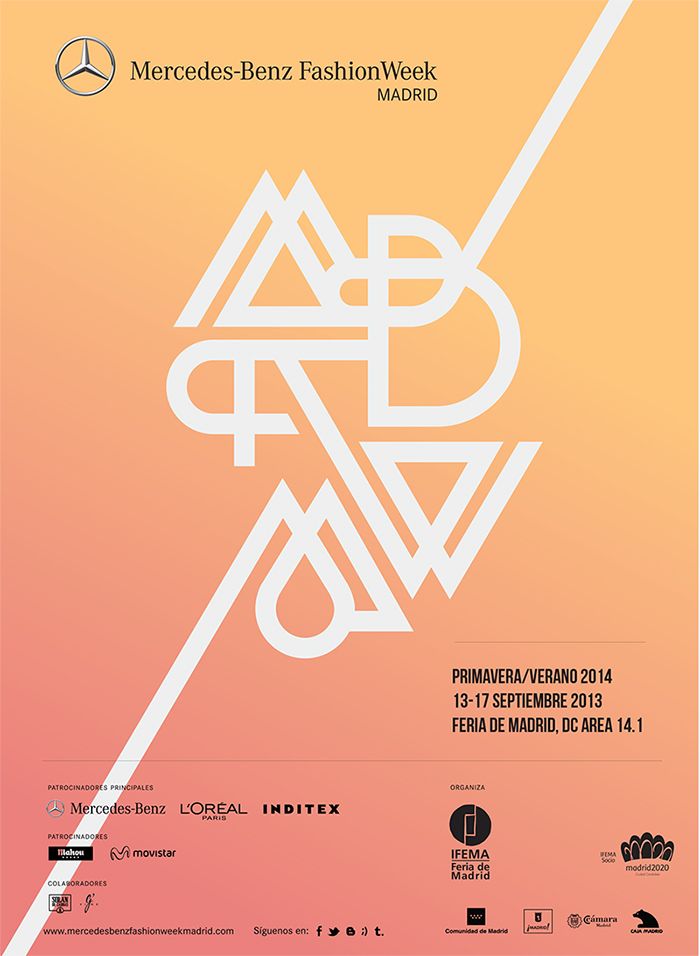 Mercedes-Benz FashionWeek
MADRID
PRIMAVERA/VERANO 2014
13-17 SEPTIEMBRE 2013
FERIA DE MADRID, DC AREA 14.1
PATROCINADORES PRINCIPALES
Mercedes-Benz L'ORÉAL PARIS INDITEX
PATROCINADORES
Mahou movistar
COLABORADORES
.g'.
www.mercedesbenzfashionweekmadrid.com Síguenos en:
ORGANIZA
IFEMA
Feria de
Madrid
IFEMA
Socio
madrid2020
Comunidad de Madrid
¡MADRID!
Cámara
Madrid
CAJA MADRID